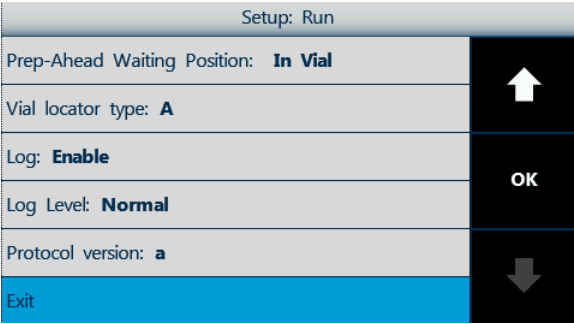 Setup: Run
Prep-Ahead Waiting Position: In Vial
Vial locator type: A
Log: Enable
OK
Log Level: Normal
Protocol version: a
Exit